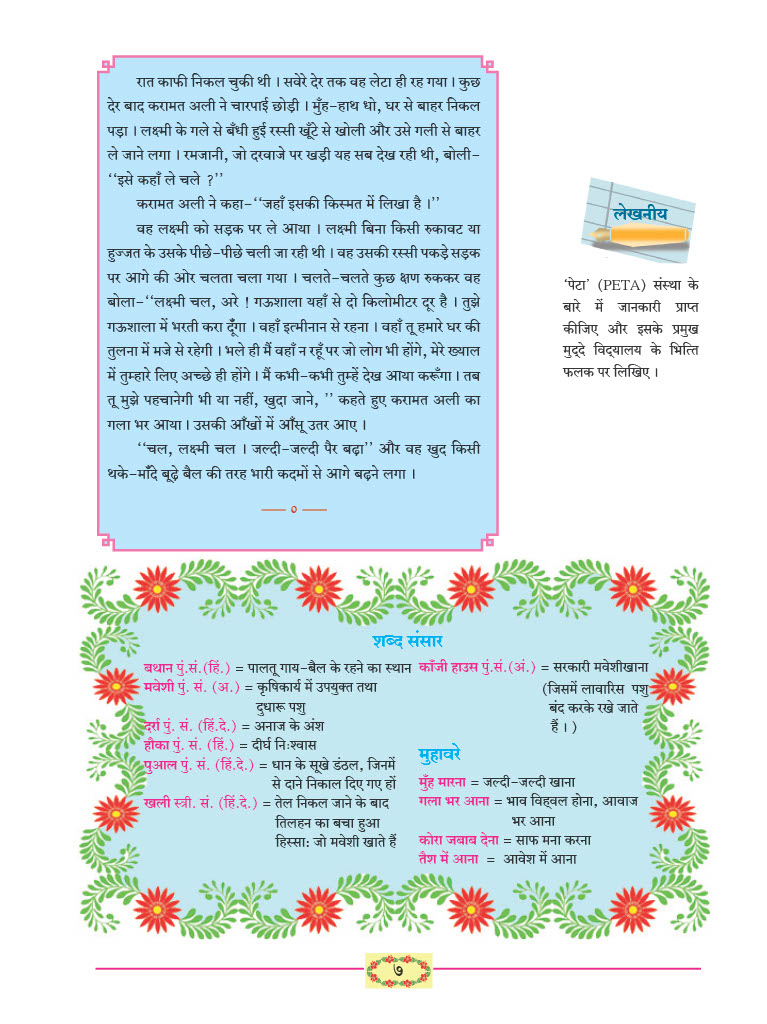 रात काफी निकल चुकी थी । सवेरे देर तक वह लेटा ही रह गया । कुछ
देर बाद करामत अली ने चारपाई छोड़ी । मुँह-हाथ धो, घर से बाहर निकल
पड़ा । लक्ष्मी के गले से बँधी हुई रस्सी खूँटे से खोली और उसे गली से बाहर
ले जाने लगा । रमजानी, जो दरवाजे पर खड़ी यह सब देख रही थी, बोली-
‘‘इसे कहाँ ले चले ?’’
करामत अली ने कहा-‘‘जहाँ इसकी किस्मत में लिखा है ।’’
वह लक्ष्मी को सड़क पर ले आया । लक्ष्मी बिना किसी रुकावट या
हुज्जत के उसके पीछे-पीछे चली जा रही थी । वह उसकी रस्सी पकड़े सड़क
पर आगे की ओर चलता चला गया । चलते-चलते कुछ क्षण रुककर वह
बोला-‘‘लक्ष्मी चल, अरे ! गऊशाला यहाँ से दो किलोमीटर दूर है । तुझे
गऊशाला में भरती करा दूँगा । वहाँ इत्मीनान से रहना । वहाँ तू हमारे घर की
तुलना में मजे से रहेगी । भले ही मैं वहाँ न रहूँ पर जो लोग भी होंगे, मेरे ख्याल
में तुम्हारे लिए अच्छे ही होंगे । मैं कभी-कभी तुम्हें देख आया करूँगा । तब
तू मुझे पहचानेगी भी या नहीं, खुदा जाने, ’’ कहते हुए करामत अली का
गला भर आया । उसकी आँखों में आँसू उतर आए ।
‘‘चल, लक्ष्मी चल । जल्दी-जल्दी पैर बढ़ा’’ और वह खुद किसी
थके-माँदे बूढ़े बैल की तरह भारी कदमों से आगे बढ़ने लगा ।
— ० —
लेखनीय
‘पेटा’ (PETA) संस्था के
बारे में जानकारी प्राप्त
कीजिए और इसके प्रमुख
मुद्दे विद्यालय के भित्ति
फलक पर लिखिए ।
शब्द संसार
बथान पुं.सं.(हिं.) = पालतू गाय-बैल के रहने का स्थान
मवेशी पुं. सं. (अ.) = कृषिकार्य में उपयुक्त तथा
दुधारू पशु
दर्रा पुं. सं. (हिं.दे.) = अनाज के अंश
हौका पुं. सं. (हिं.) = दीर्घ निःश्वास
पुआल पुं. सं. (हिं.दे.) = धान के सूखे डंठल, जिनमें
से दाने निकाल दिए गए हों
खली स्त्री. सं. (हिं.दे.) = तेल निकल जाने के बाद
तिलहन का बचा हुआ
हिस्सा: जो मवेशी खाते हैं
काँजी हाउस पुं.सं.(अं.) = सरकारी मवेशीखाना
(जिसमें लावारिस पशु
बंद करके रखे जाते
हैं । )
मुहावरे
मुँह मारना = जल्दी-जल्दी खाना
गला भर आना = भाव विह्वल होना, आवाज
भर आना
कोरा जबाब देना = साफ मना करना
तैश में आना = आवेश में आना
७